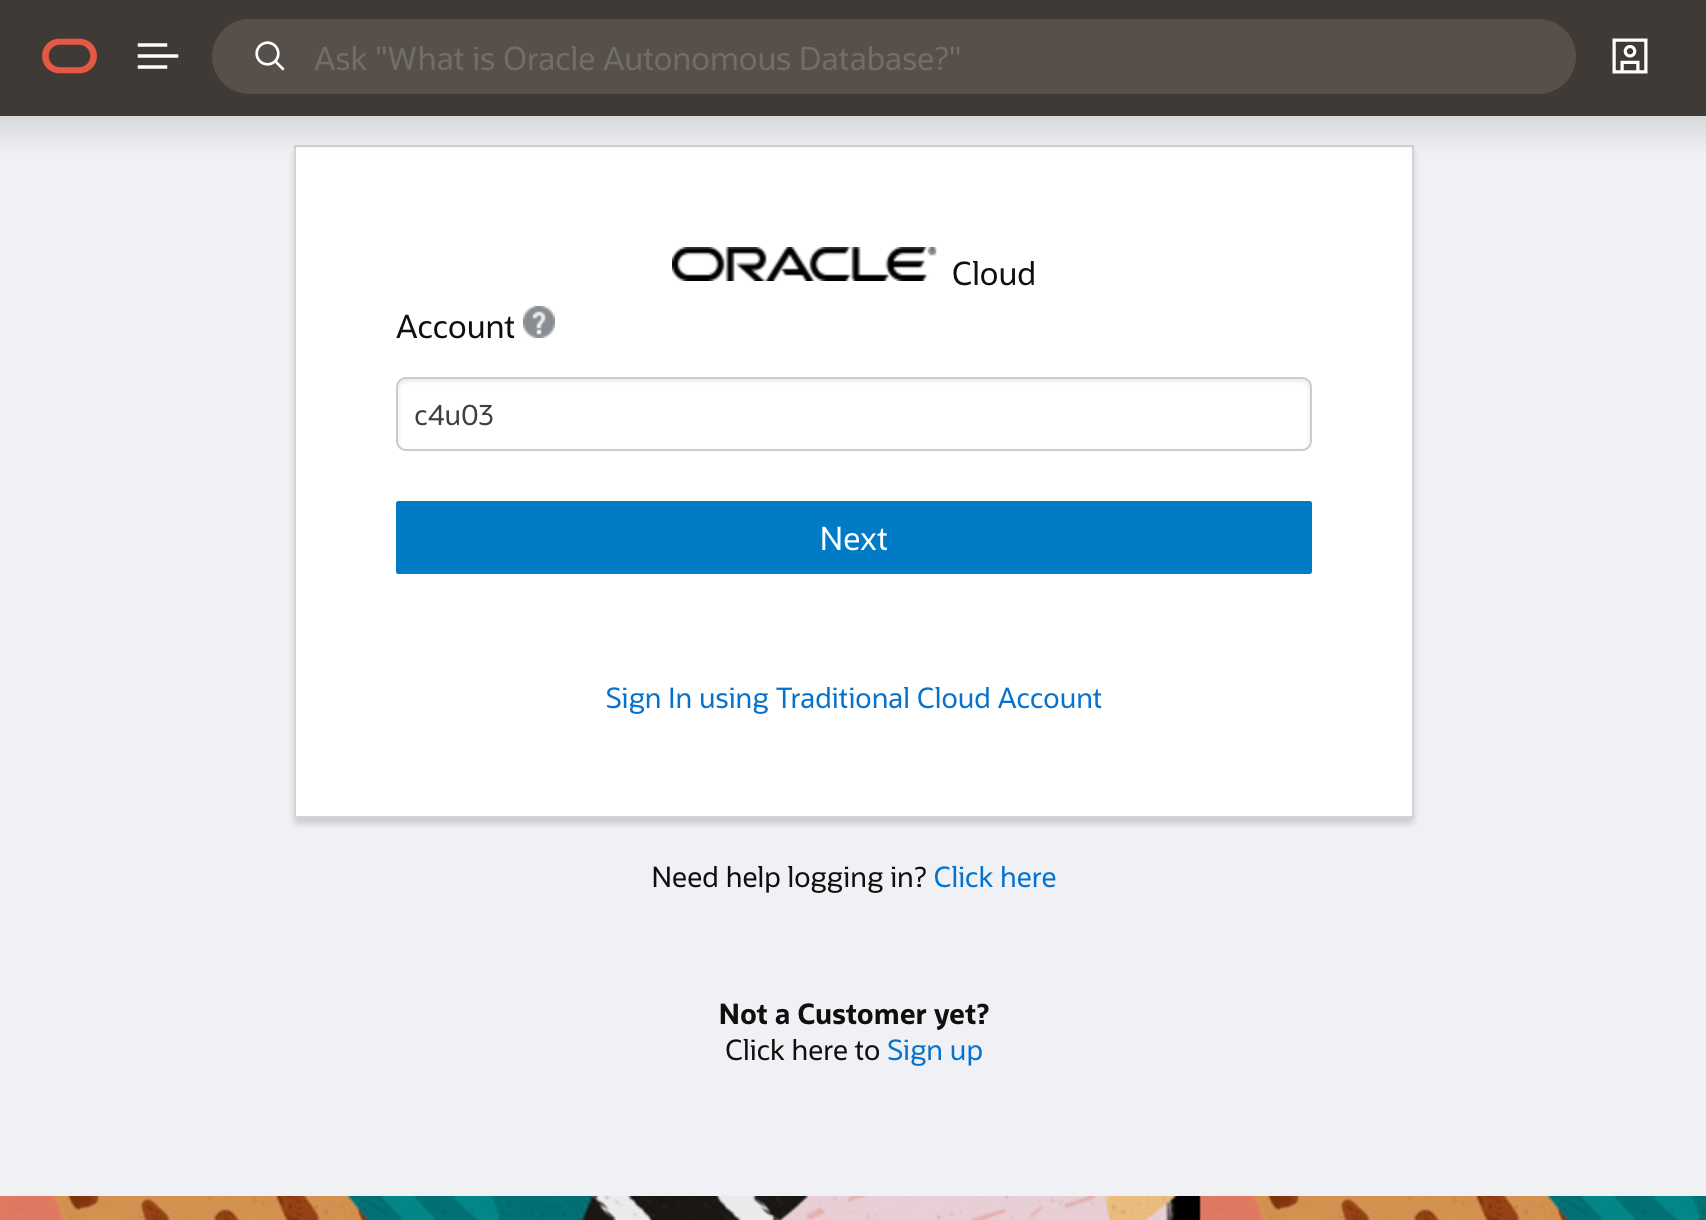 Ask "What is Oracle Autonomous Database?"
ORACLE® Cloud
Account ?
c4u03
Next
Sign In using Traditional Cloud Account
Need help logging in? Click here
Not a Customer yet?
Click here to Sign up